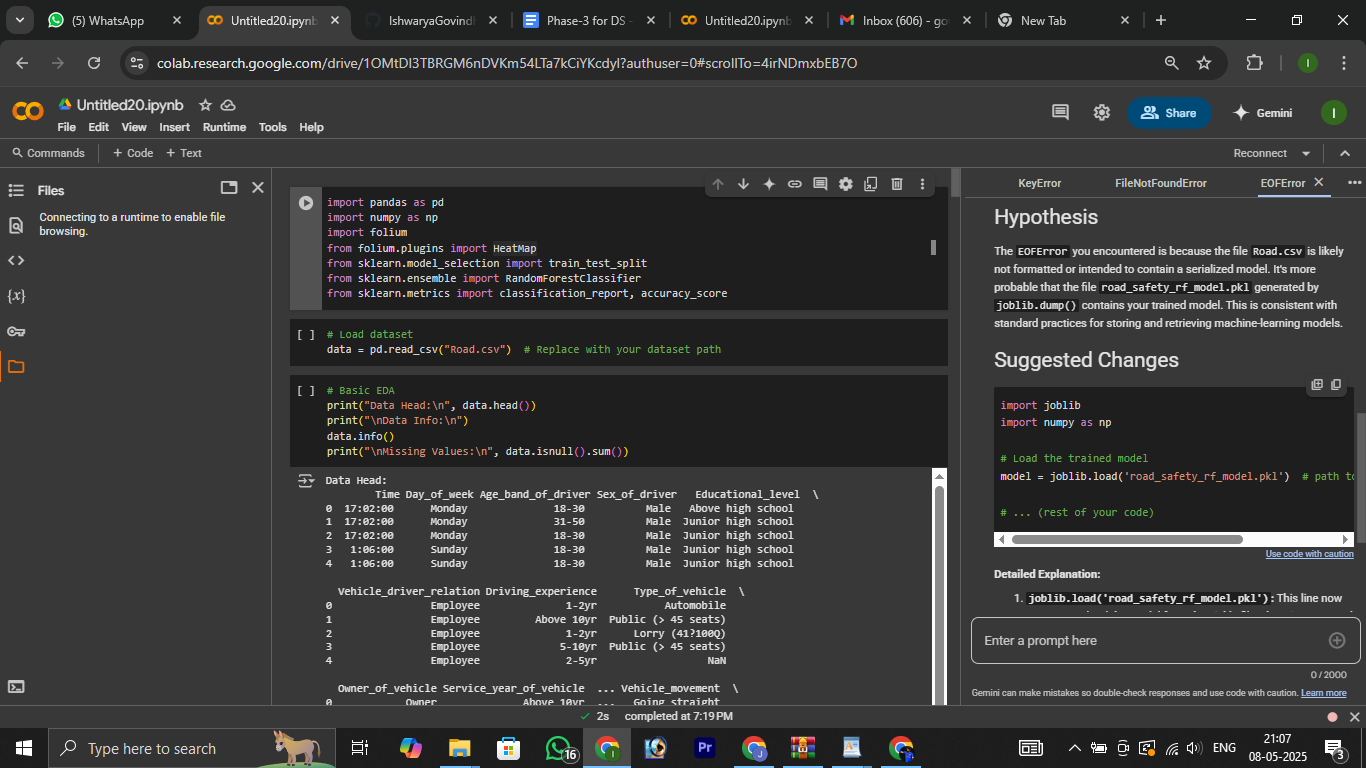 (5) WhatsApp
Untitled20.ipynb
IshwaryaGovind
Phase-3 for DS -
Untitled20.ipynb
Inbox (606) - go
New Tab
colab.research.google.com/drive/1OMtDl3TBRGM6nDVKm54LTa7kCiYKcdyl?authuser=0#scrollTo=4irNDmxbEB7O
I
CO
Untitled20.ipynb
File Edit View Insert Runtime Tools Help
Share
Gemini
I
Commands + Code + Text
Reconnect
Files
Connecting to a runtime to enable file
browsing.
import pandas as pd
import numpy as np
import folium
from folium.plugins import HeatMap
from sklearn.model_selection import train_test_split
from sklearn.ensemble import RandomForestClassifier
from sklearn.metrics import classification_report, accuracy_score
[ ] # Load dataset
data = pd.read_csv("Road.csv") # Replace with your dataset path
[ ] # Basic EDA
print("Data Head:\n", data.head())
print("\nData Info:\n")
data.info()
print("\nMissing Values:\n", data.isnull().sum())
Data Head:
Time Day_of_week Age_band_of_driver Sex_of_driver Educational_level \
0 17:02:00 Monday 18-30 Male Above high school
1 17:02:00 Monday 31-50 Male Junior high school
2 17:02:00 Monday 18-30 Male Junior high school
3 1:06:00 Sunday 18-30 Male Junior high school
4 1:06:00 Sunday 18-30 Male Junior high school
Vehicle_driver_relation Driving_experience Type_of_vehicle \
0 Employee 1-2yr Automobile
1 Employee Above 10yr Public (> 45 seats)
2 Employee 1-2yr Lorry (41?100Q)
3 Employee 5-10yr Public (> 45 seats)
4 Employee 2-5yr NaN
Owner_of_vehicle Service_year_of_vehicle ... Vehicle_movement \
0 Owner Above 10yr ... Going straight
KeyError FileNotFoundError EOFError
Hypothesis
The EOFError you encountered is because the file Road.csv is likely
not formatted or intended to contain a serialized model. It's more
probable that the file road_safety_rf_model.pkl generated by
joblib.dump() contains your trained model. This is consistent with
standard practices for storing and retrieving machine-learning models.
Suggested Changes
import joblib
import numpy as np
# Load the trained model
model = joblib.load('road_safety_rf_model.pkl') # path to
# ... (rest of your code)
Use code with caution
Detailed Explanation:
1. joblib.load('road_safety_rf_model.pkl'): This line now
Enter a prompt here
0 / 2000
Gemini can make mistakes so double-check responses and use code with caution. Learn more
2s completed at 7:19 PM
Type here to search
16
Pr
J
ENG
21:07
08-05-2025
3